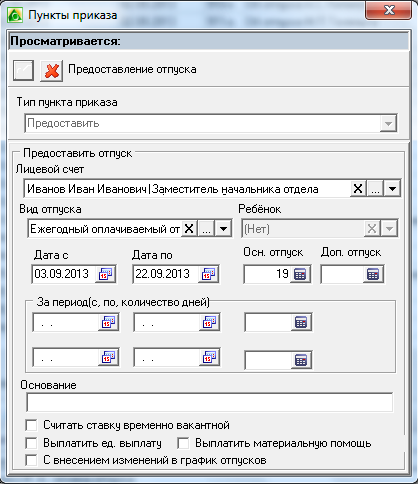 Пункты приказа
Просматривается:
Предоставление отпуска
Тип пункта приказа
Предоставить
Предоставить отпуск
Лицевой счет
Иванов Иван Иванович|Заместитель начальника отдела
Вид отпуска Ребёнок
Ежегодный оплачиваемый от (Нет)
Дата с Дата по Осн. отпуск Доп. отпуск
03.09.2013 22.09.2013 19
За период(с, по, количество дней)
. . . .
. . . .
Основание
Считать ставку временно вакантной
Выплатить ед. выплату Выплатить материальную помощь
С внесением изменений в график отпусков